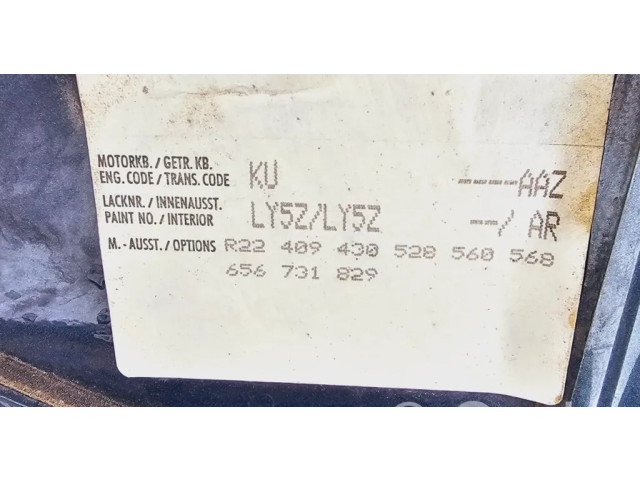 MOTORKB. / GETR. KB.
ENG. CODE / TRANS. CODE KU -- --- --- ---AAZ
LACKNR. / INNENAUSST.
PAINT NO. / INTERIOR LY5Z/LY5Z --/ AR
M. - AUSST. / OPTIONS R22 409 430 528 560 568
656 731 829